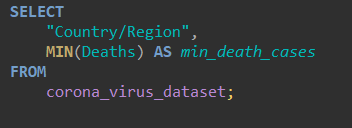 SELECT
"Country/Region",
MIN(Deaths) AS min_death_cases
FROM
corona_virus_dataset;